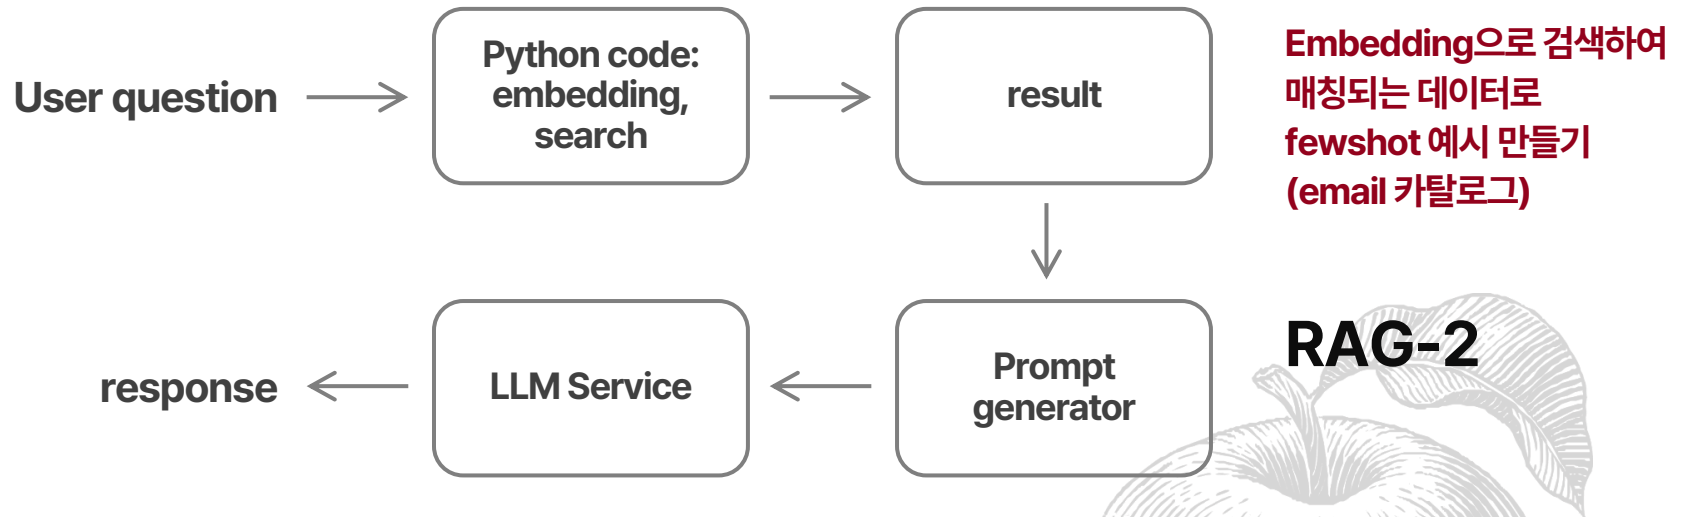 User question
Python code:
embedding,
search
result
Embedding으로 검색하여
매칭되는 데이터로
fewshot 예시 만들기
(email 카탈로그)
response
LLM Service
Prompt
generator
RAG-2